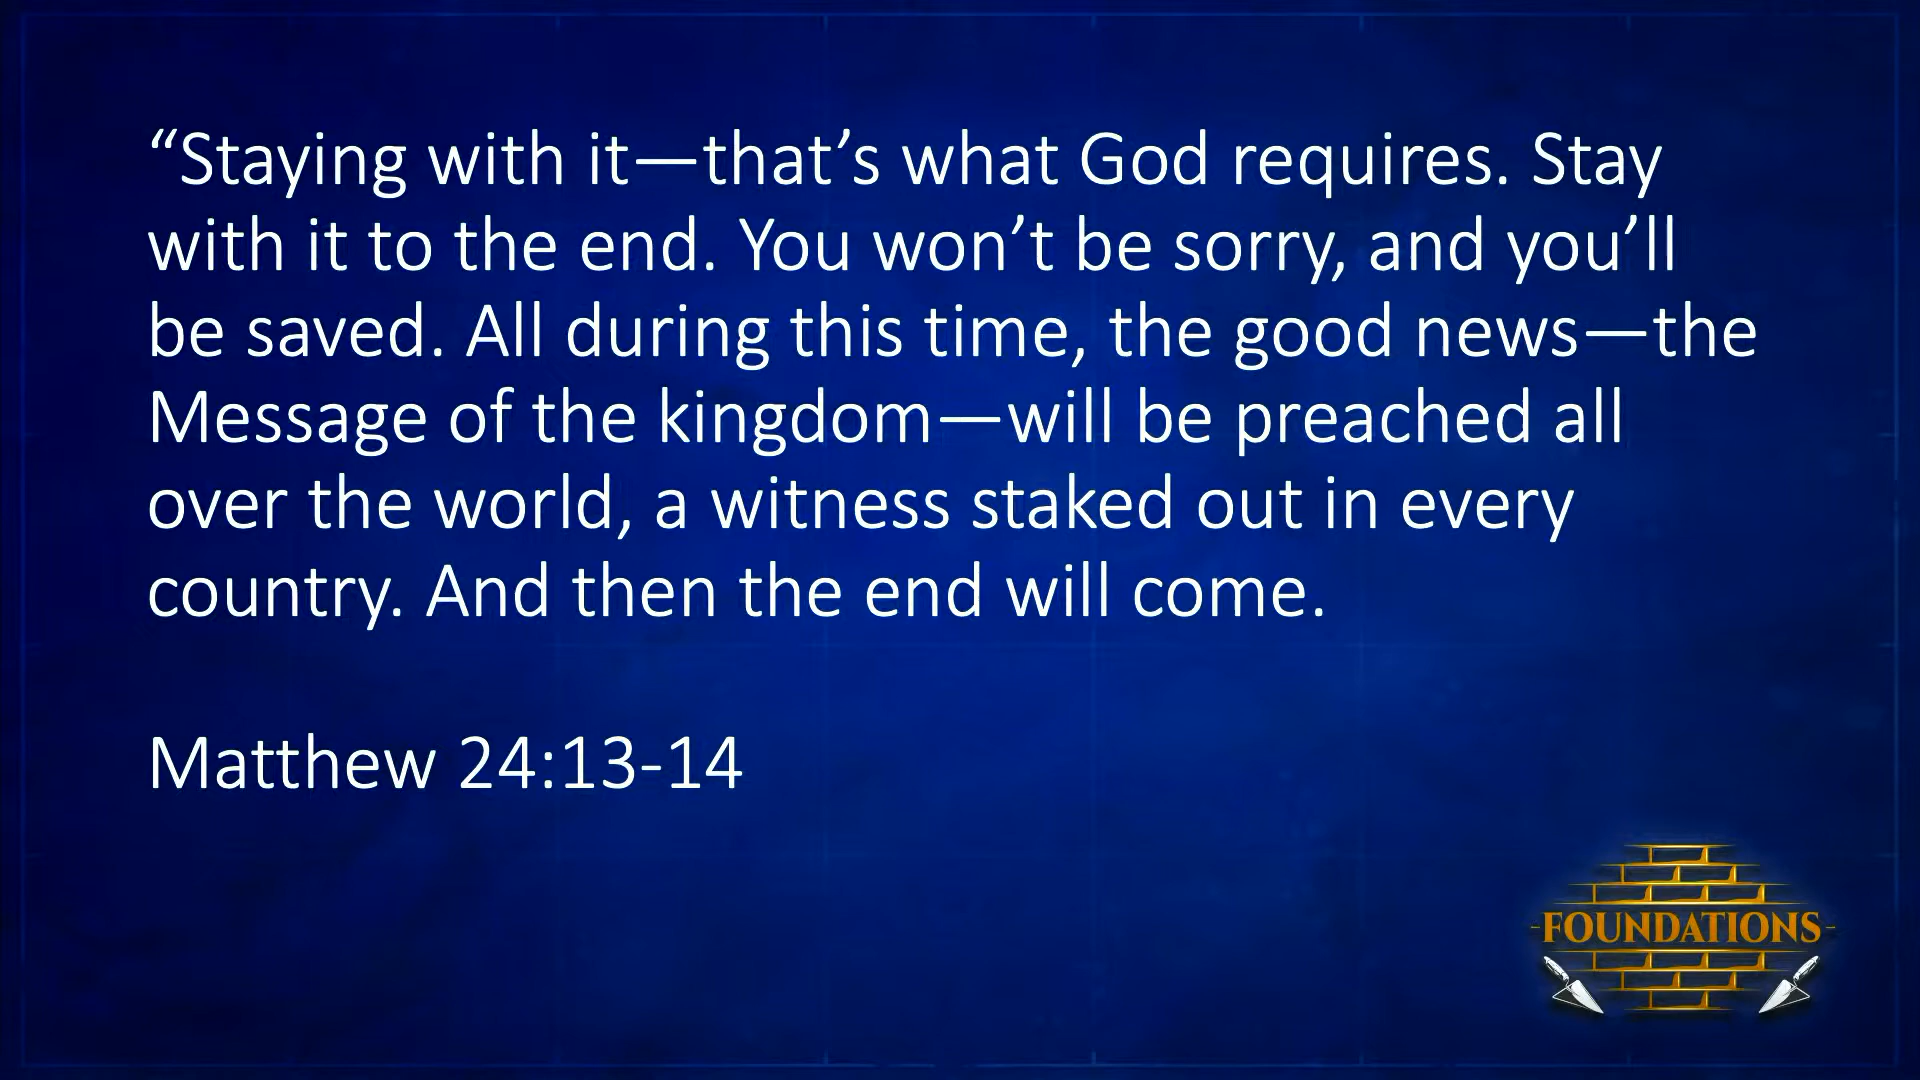 “Staying with it—that’s what God requires. Stay
with it to the end. You won’t be sorry, and you’ll
be saved. All during this time, the good news—the
Message of the kingdom—will be preached all
over the world, a witness staked out in every
country. And then the end will come.
Matthew 24:13-14
FOUNDATIONS